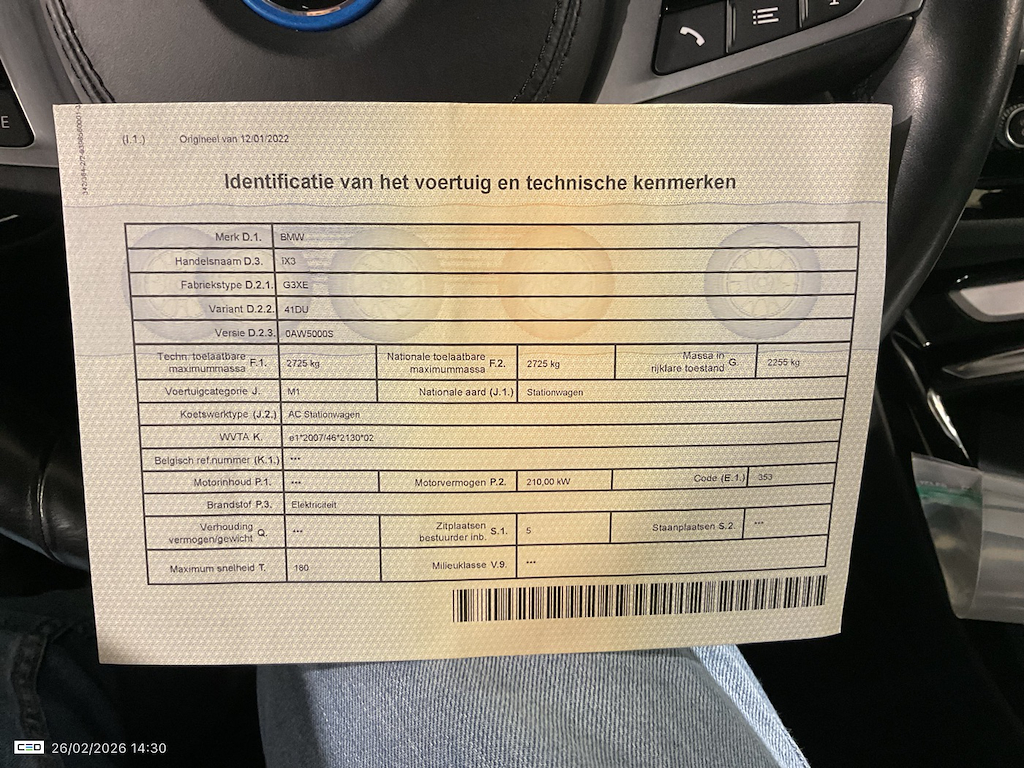 E
(I.1.) Origineel van 12/01/2022
Identificatie van het voertuig en technische kenmerken
Merk D.1. BMW
Handelsnaam D.3. IX3
Fabriekstype D.2.1. G3XE
Variant D.2.2. 41DU
Versie D.2.3. 0AW5000S
Techn. toelaatbare maximummassa F.1. 2725 kg Nationale toelaatbare maximummassa F.2. 2725 kg Massa in rijklare toestand G. 2255 kg
Voertuigcategorie J. M1 Nationale aard (J.1.) Stationwagen
Koetswerktype (J.2.) AC Stationwagen
WVTA K. e1*2007/46*2130*02
Belgisch ref.nummer (K.1.) ***
Motorinhoud P.1. *** Motorvermogen P.2. 210,00 kW Code (E.1.) 353
Brandstof P.3. Elektriciteit
Verhouding vermogen/gewicht Q. *** Zitplaatsen bestuurder inb. S.1. 5 Staanplaatsen S.2. ***
Maximum snelheid T. 180 Milieuklasse V.9. ***
CEO 26/02/2026 14:30